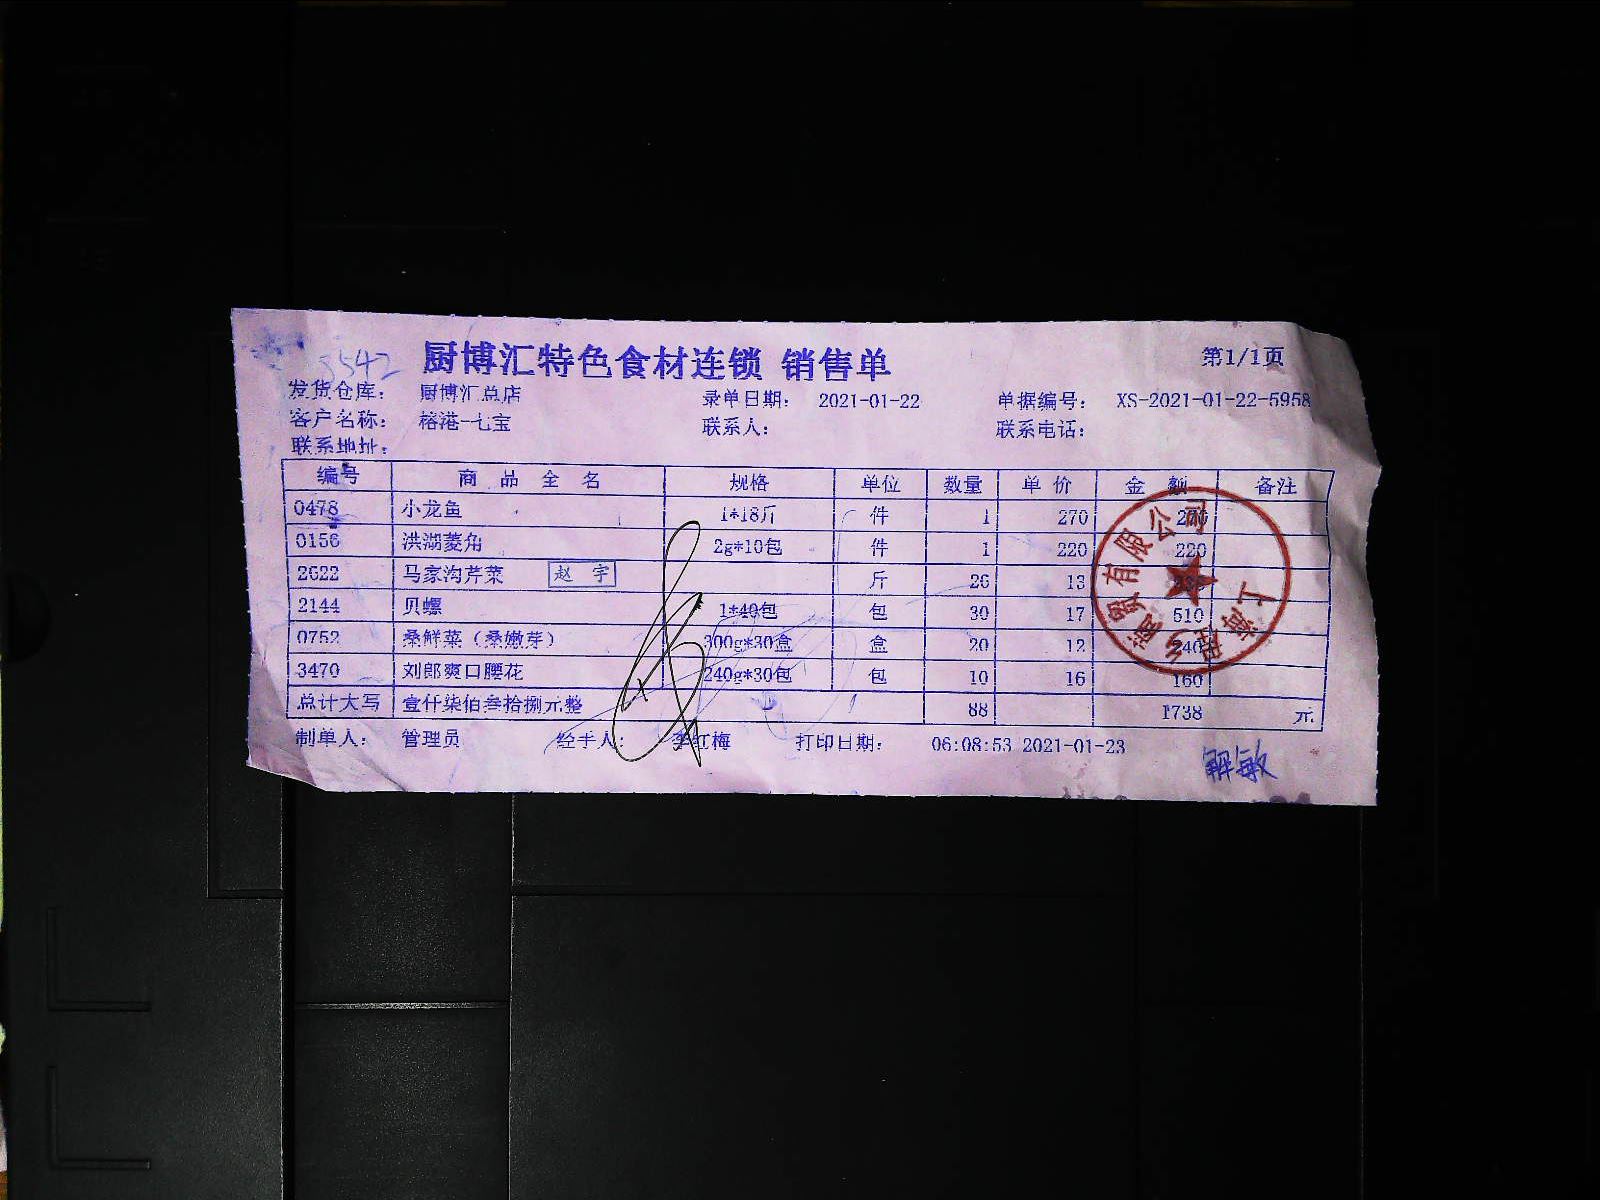 5542
厨博汇特色食材连锁 销售单
第1/1页
发货仓库： 厨博汇总店 录单日期： 2021-01-22 单据编号： XS-2021-01-22-5958
客户名称： 榕港-七宝 联系人： 联系电话：
联系地址：
编号 商品全名 规格 单位 数量 单价 金额 备注
0478 小龙鱼 1*18斤 件 1 270 270
0156 洪湖菱角 2g*10包 件 1 220 220
2622 马家沟芹菜 赵宇 斤 26 13
2144 贝螺 1*40包 包 30 17 510
0752 桑鲜菜（桑嫩芽） 300g*30盒 盒 20 12 240
3470 刘郎爽口腰花 240g*30包 包 10 16 160
总计大写 壹仟柒佰叁拾捌元整 88 1738 元
制单人： 管理员 经手人： 李红梅 打印日期： 06:08:53 2021-01-23
解敏